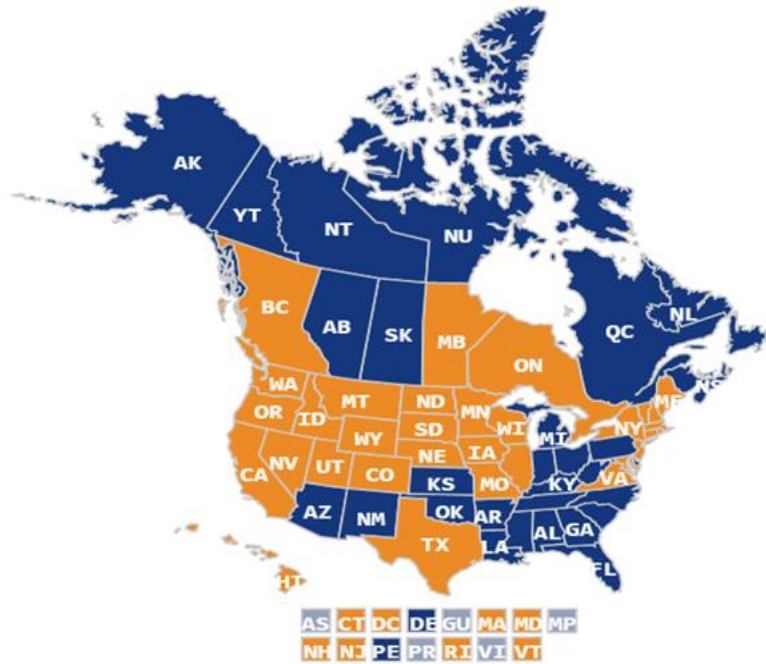 AK
YT
NT
NU
BC
AB
SK
MB
ON
QC
NL
NS
WA
MT
ND
MN
ME
OR
ID
WY
SD
WI
MI
NY
NE
IA
CA
NV
UT
CO
KS
MO
KY
VA
AZ
NM
OK
AR
TX
LA
AL
GA
FL
HI
AS CT DC DE GU MA MD MP
NH NJ PE PR RI VI VT